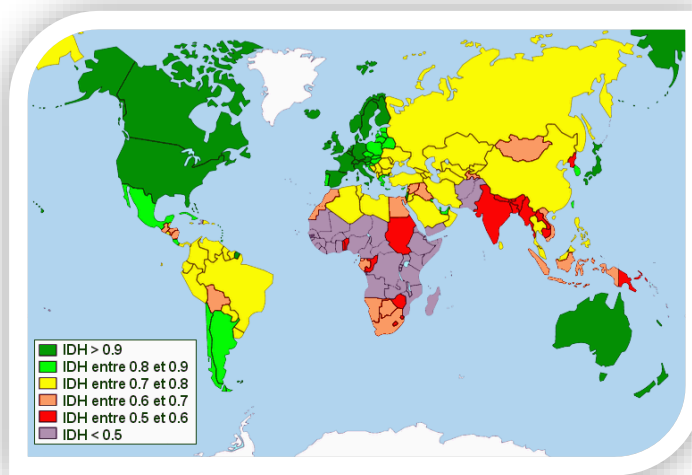 IDH > 0.9
IDH entre 0.8 et 0.9
IDH entre 0.7 et 0.8
IDH entre 0.6 et 0.7
IDH entre 0.5 et 0.6
IDH < 0.5